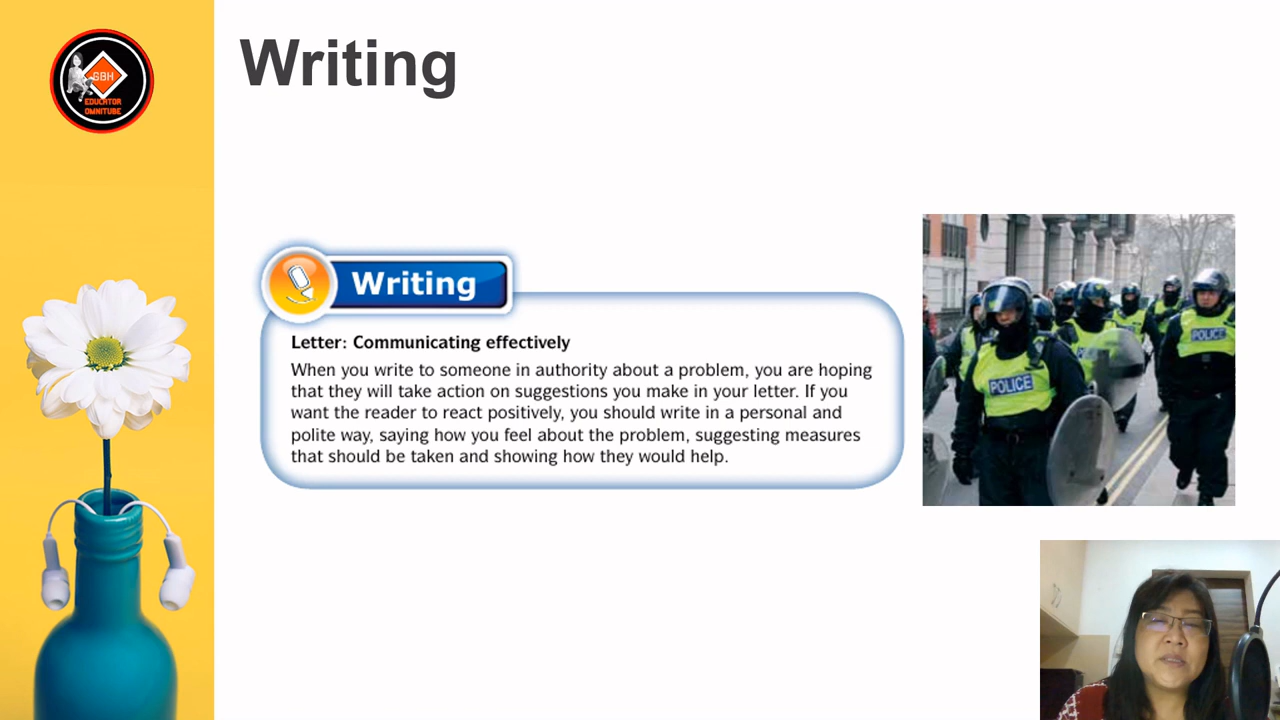 Writing
GBH
EDUCATOR
OMNITUBE
Writing
Letter: Communicating effectively
When you write to someone in authority about a problem, you are hoping
that they will take action on suggestions you make in your letter. If you
want the reader to react positively, you should write in a personal and
polite way, saying how you feel about the problem, suggesting measures
that should be taken and showing how they would help.
POLICE
POLICE